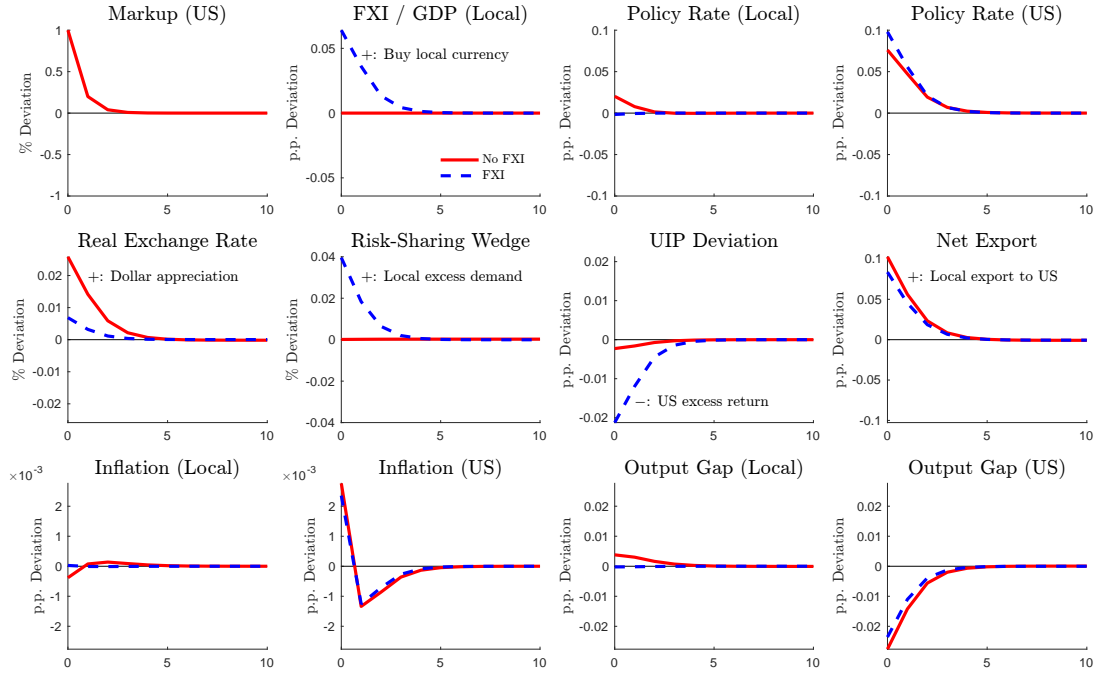 Markup (US)
FXI / GDP (Local)
Policy Rate (Local)
Policy Rate (US)
% Deviation
1
0.5
0
-0.5
-1
0 5 10
p.p. Deviation
0.05
0
-0.05
+: Buy local currency
No FXI
FXI
0 5 10
p.p. Deviation
0.1
0.05
0
-0.05
-0.1
0 5 10
p.p. Deviation
0.1
0.05
0
-0.05
-0.1
0 5 10
Real Exchange Rate
Risk-Sharing Wedge
UIP Deviation
Net Export
% Deviation
0.02
0.01
0
-0.01
-0.02
+: Dollar appreciation
0 5 10
% Deviation
0.04
0.02
0
-0.02
-0.04
+: Local excess demand
0 5 10
p.p. Deviation
0.02
0.01
0
-0.01
-0.02
−: US excess return
0 5 10
p.p. Deviation
0.1
0.05
0
-0.05
-0.1
+: Local export to US
0 5 10
Inflation (Local)
Inflation (US)
Output Gap (Local)
Output Gap (US)
×10⁻³
p.p. Deviation
2
1
0
-1
-2
0 5 10
×10⁻³
p.p. Deviation
2
1
0
-1
-2
0 5 10
p.p. Deviation
0.02
0.01
0
-0.01
-0.02
0 5 10
p.p. Deviation
0.02
0.01
0
-0.01
-0.02
0 5 10